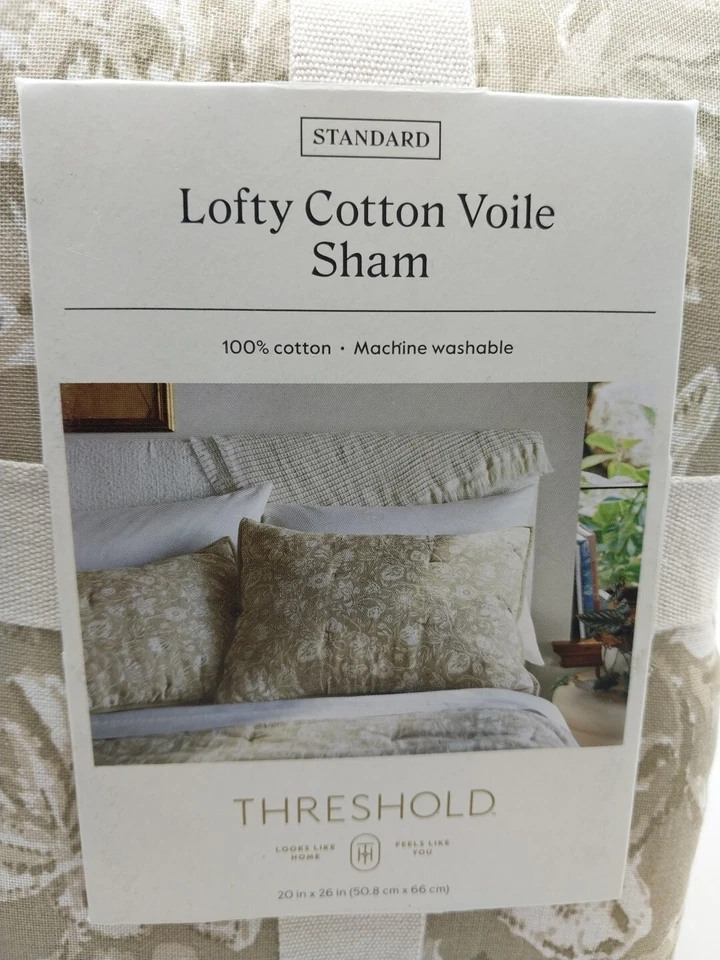 STANDARD
Lofty Cotton Voile
Sham
100% cotton • Machine washable
THRESHOLD™
LOOKS LIKE
HOME
FEELS LIKE
YOU
20 in x 26 in (50.8 cm x 66 cm)